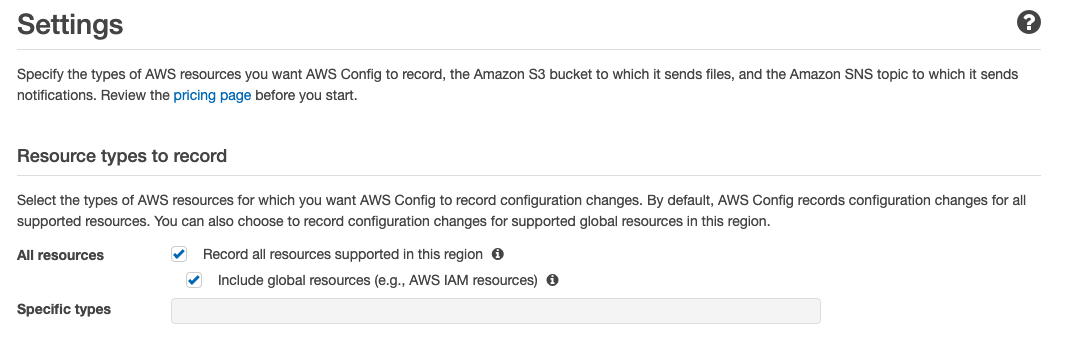 Settings
Specify the types of AWS resources you want AWS Config to record, the Amazon S3 bucket to which it sends files, and the Amazon SNS topic to which it sends
notifications. Review the pricing page before you start.
Resource types to record
Select the types of AWS resources for which you want AWS Config to record configuration changes. By default, AWS Config records configuration changes for all
supported resources. You can also choose to record configuration changes for supported global resources in this region.
All resources Record all resources supported in this region
Include global resources (e.g., AWS IAM resources)
Specific types